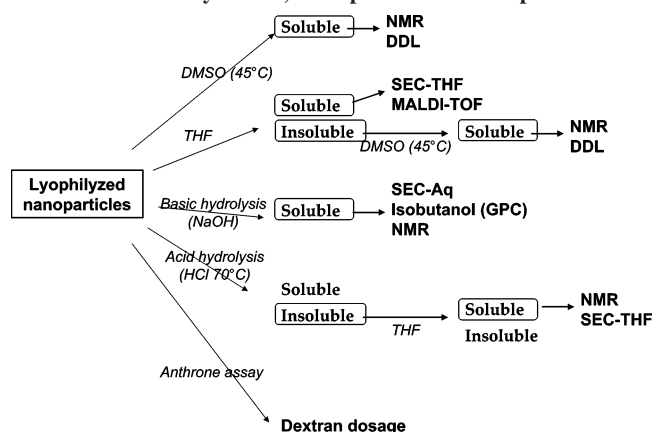 Soluble
NMR
DDL
DMSO (45°C)
SEC-THF
MALDI-TOF
Soluble
THF
Insoluble
Soluble
NMR
DDL
DMSO (45°C)
Lyophilyzed
nanoparticles
Basic hydrolysis
(NaOH)
Soluble
SEC-Aq
Isobutanol (GPC)
NMR
Acid hydrolysis
(HCl 70°C)
Soluble
Insoluble
THF
Soluble
Insoluble
NMR
SEC-THF
Anthrone assay
Dextran dosage